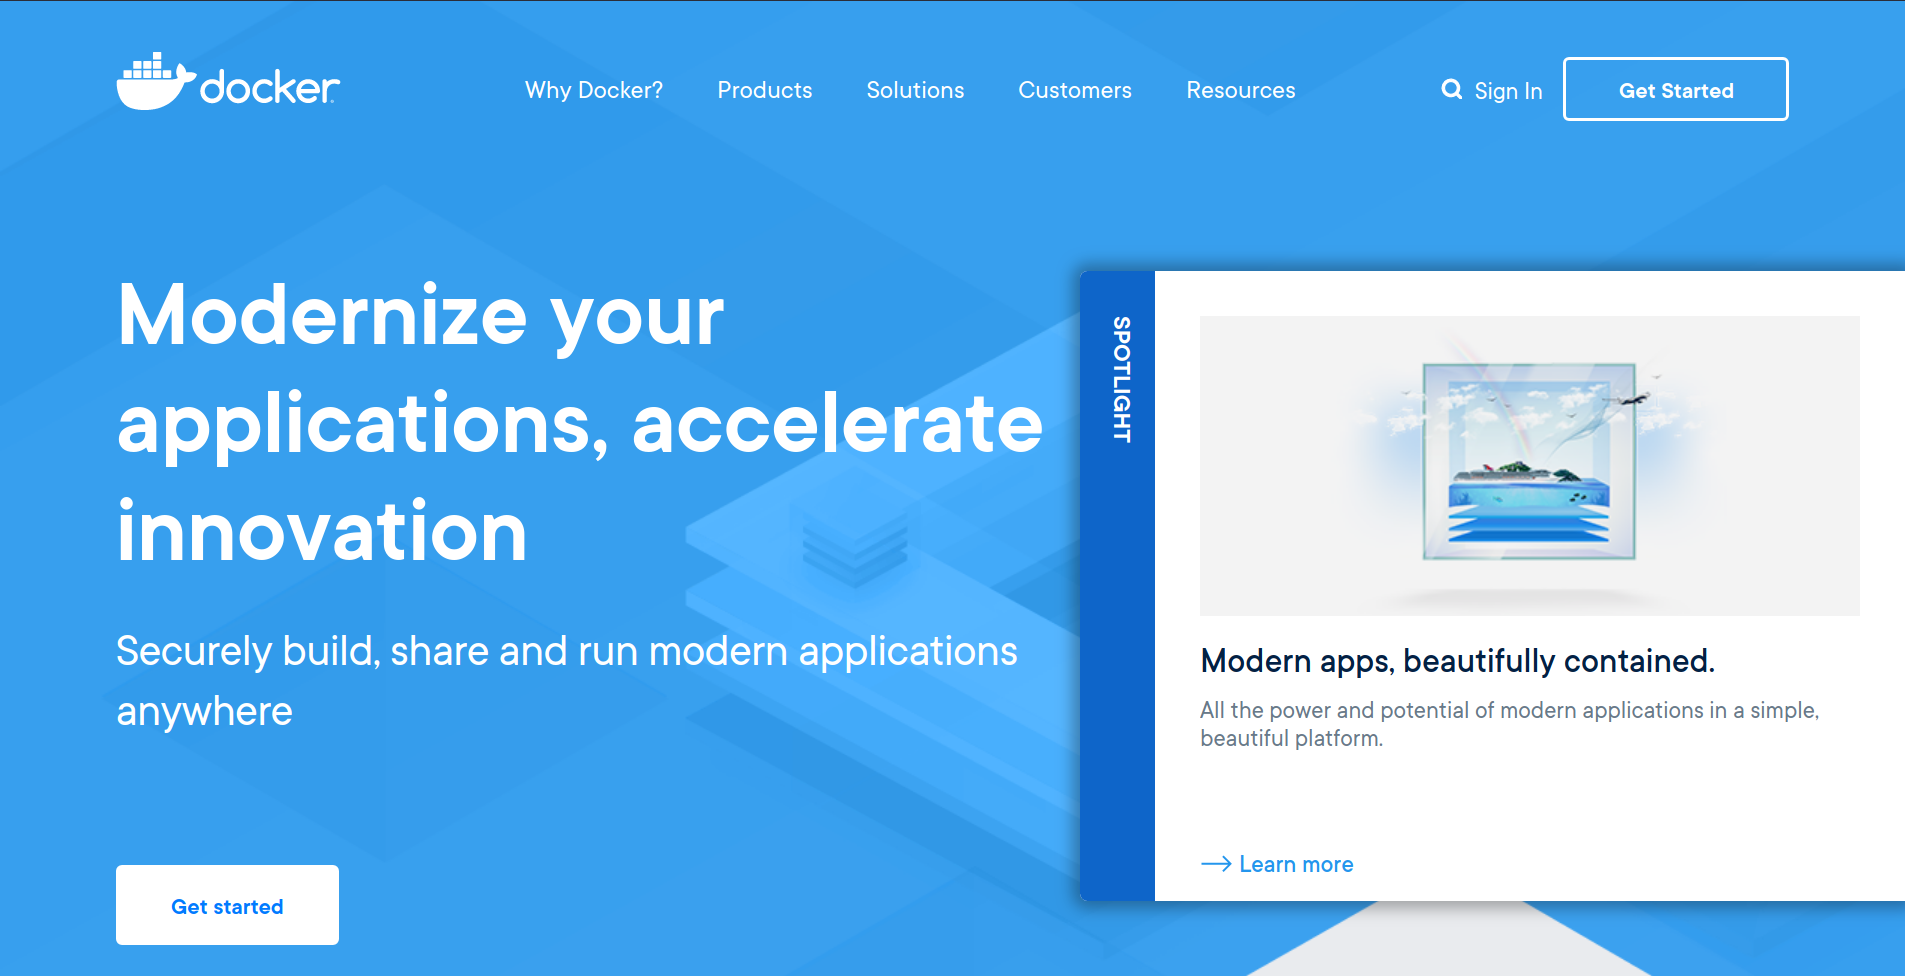 docker
Why Docker?
Products
Solutions
Customers
Resources
Sign In
Get Started
Modernize your
applications, accelerate
innovation
Securely build, share and run modern applications
anywhere
Get started
SPOTLIGHT
Modern apps, beautifully contained.
All the power and potential of modern applications in a simple,
beautiful platform.
Learn more